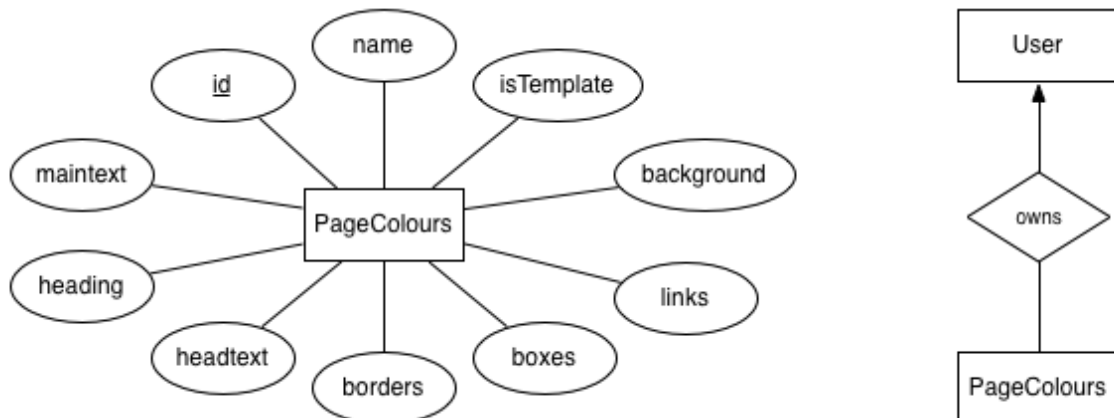 name
User
id
isTemplate
maintext
background
PageColours
owns
heading
links
headtext
boxes
borders
PageColours